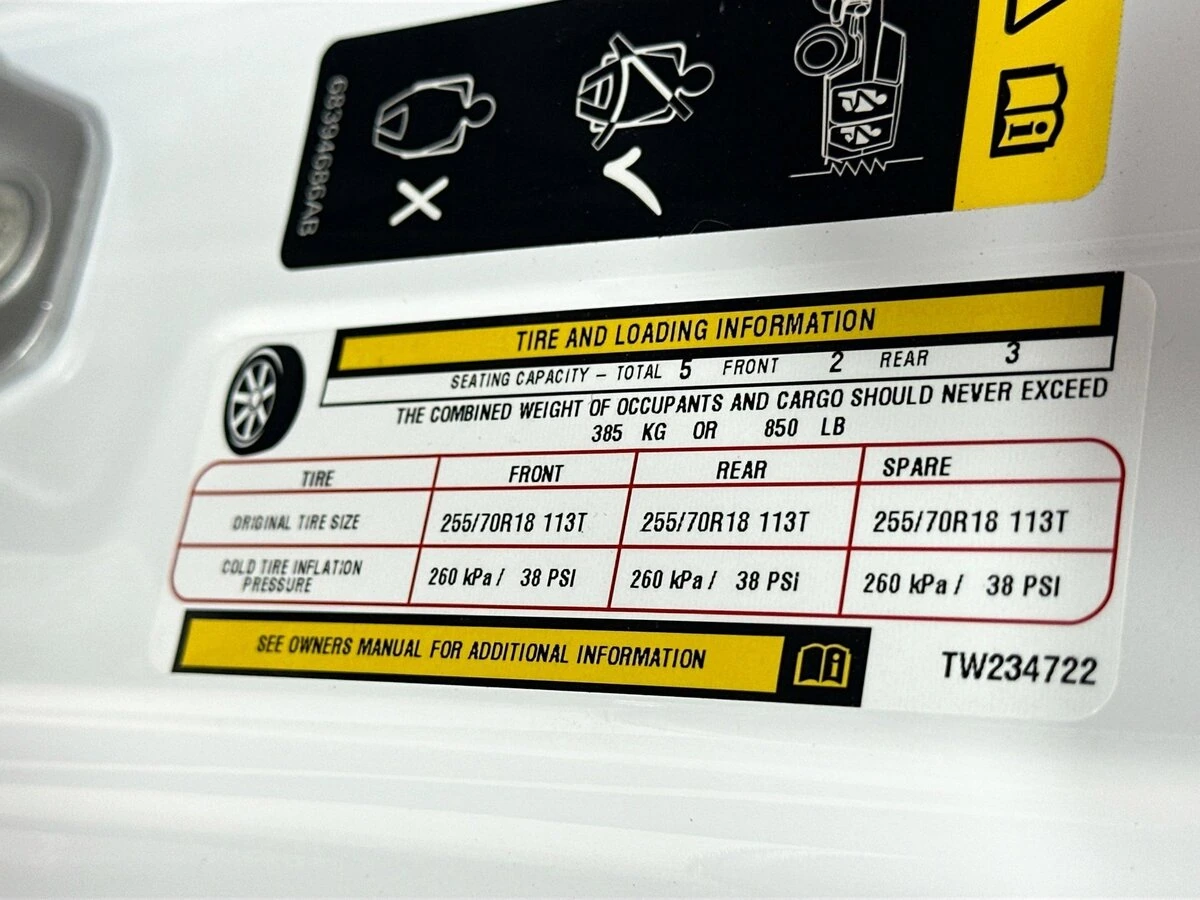 68394686AB
TIRE AND LOADING INFORMATION
SEATING CAPACITY – TOTAL 5 FRONT 2 REAR 3
THE COMBINED WEIGHT OF OCCUPANTS AND CARGO SHOULD NEVER EXCEED
385 KG OR 850 LB
TIRE FRONT REAR SPARE
ORIGINAL TIRE SIZE 255/70R18 113T 255/70R18 113T 255/70R18 113T
COLD TIRE INFLATION
PRESSURE 260 kPa / 38 PSI 260 kPa / 38 PSi 260 kPa / 38 PSI
SEE OWNERS MANUAL FOR ADDITIONAL INFORMATION
TW234722